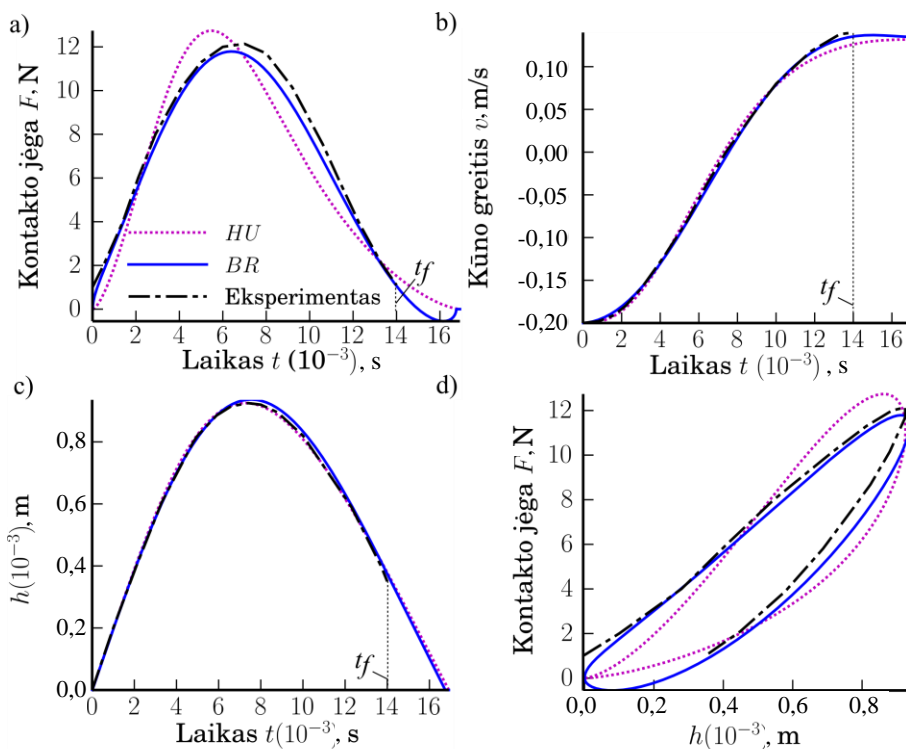 a)
Kontakto jėga F, N
12
10
8
6
4
2
0
HU
BR
Eksperimentas
tf
0 2 4 6 8 10 12 14 16
Laikas t (10⁻³), s
b)
Kūno greitis v, m/s
0,10
0,05
0,00
-0,05
-0,10
-0,15
-0,20
tf
0 2 4 6 8 10 12 14 16
Laikas t (10⁻³) , s
c)
h(10⁻³), m
0,8
0,6
0,4
0,2
0,0
tf
0 2 4 6 8 10 12 14 16
Laikas t(10⁻³), s
d)
Kontakto jėga F, N
12
10
8
6
4
2
0
0,0 0,2 0,4 0,6 0,8
h(10⁻³), m